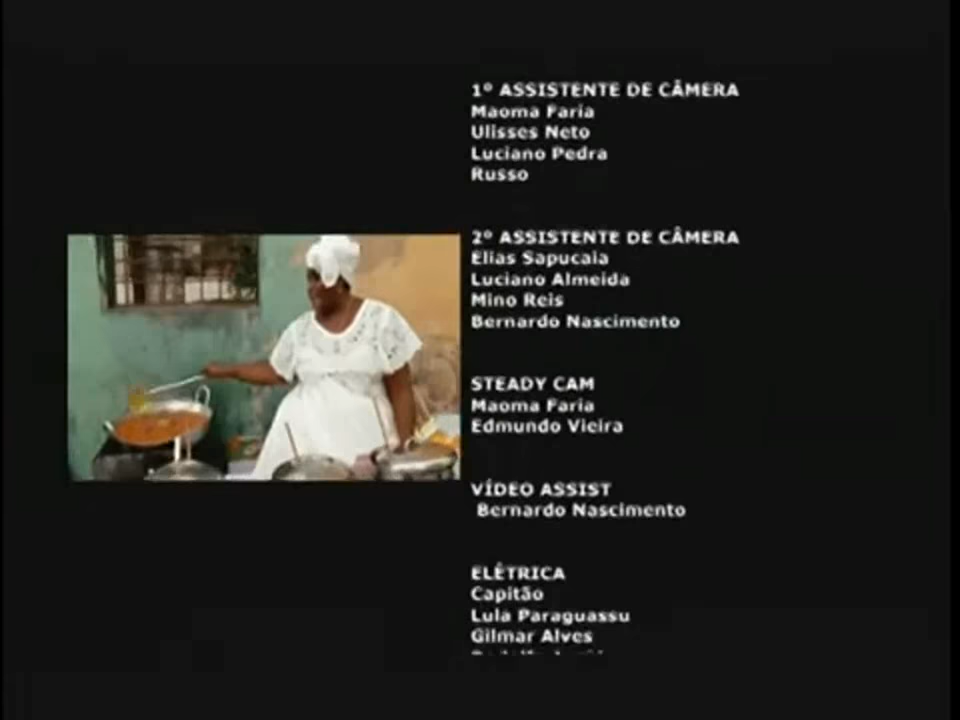 1º ASSISTENTE DE CÂMERA
Maoma Faria
Ulisses Neto
Luciano Pedra
Russo
2º ASSISTENTE DE CÂMERA
Elias Sapucaia
Luciano Almeida
Mino Reis
Bernardo Nascimento
STEADY CAM
Maoma Faria
Edmundo Vieira
VÍDEO ASSIST
Bernardo Nascimento
ELÊTRICA
Capitão
Lula Paraguassu
Gilmar Alves